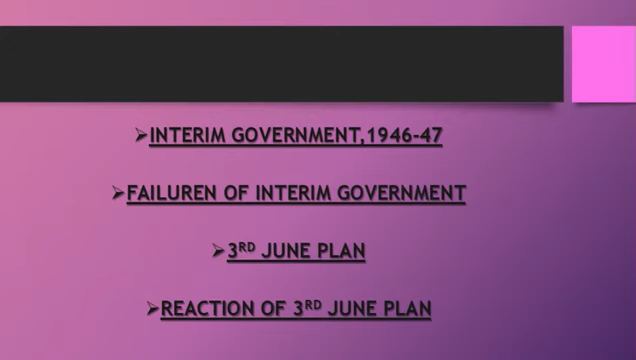 ➢INTERIM GOVERNMENT,1946-47
➢FAILUREN OF INTERIM GOVERNMENT
➢3RD JUNE PLAN
➢REACTION OF 3RD JUNE PLAN